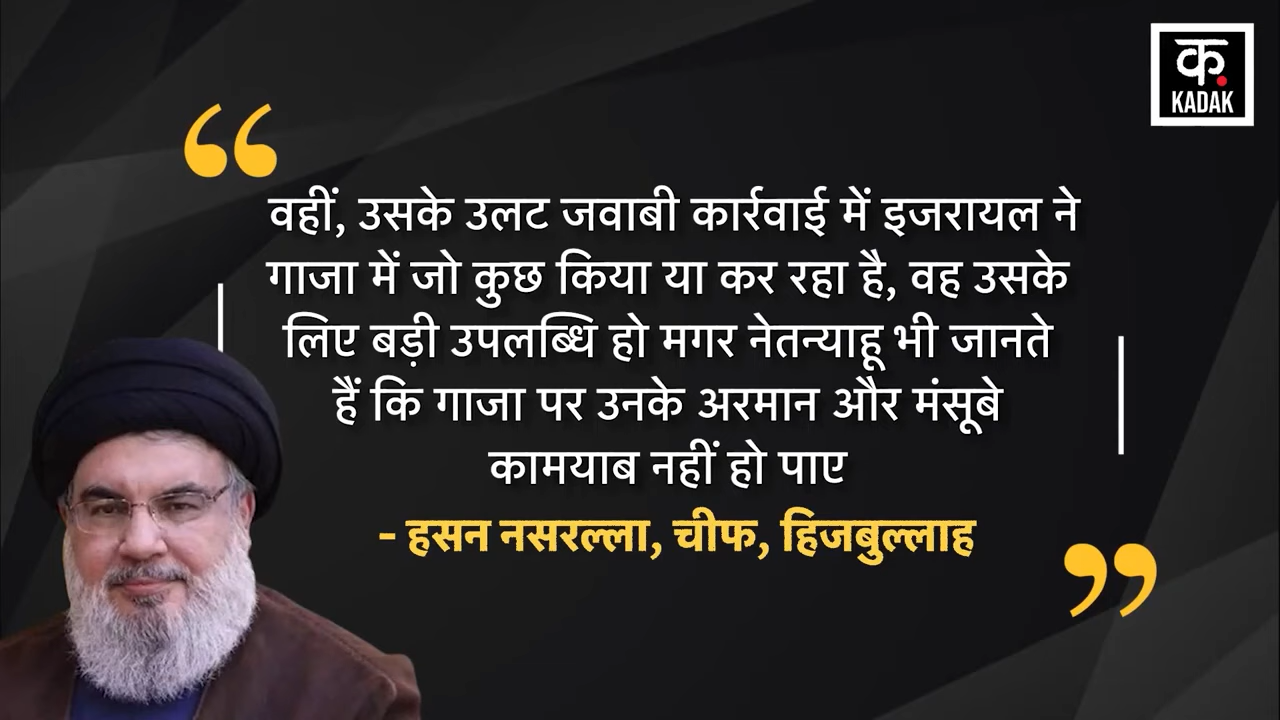 क.
KADAK
“
वहीं, उसके उलट जवाबी कार्रवाई में इजरायल ने
गाजा में जो कुछ किया या कर रहा है, वह उसके
लिए बड़ी उपलब्धि हो मगर नेतन्याहू भी जानते
हैं कि गाजा पर उनके अरमान और मंसूबे
कामयाब नहीं हो पाए
- हसन नसरल्ला, चीफ, हिजबुल्लाह
”